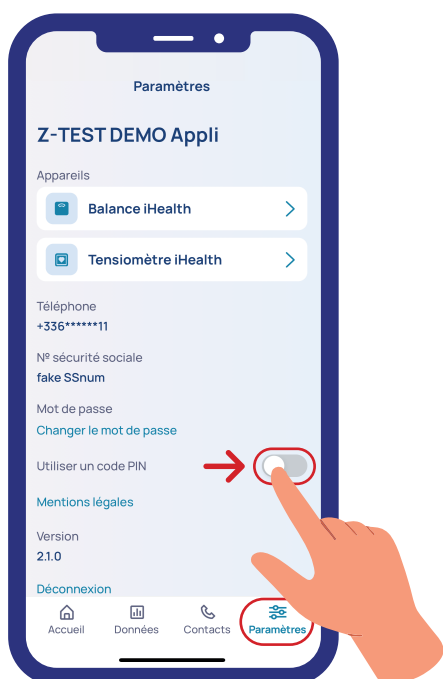 Paramètres
Z-TEST DEMO Appli
Appareils
Balance iHealth
Tensiomètre iHealth
Téléphone
+336******11
Nº sécurité sociale
fake SSnum
Mot de passe
Changer le mot de passe
Utiliser un code PIN
Mentions légales
Version
2.1.0
Déconnexion
Accueil Données Contacts Paramètres